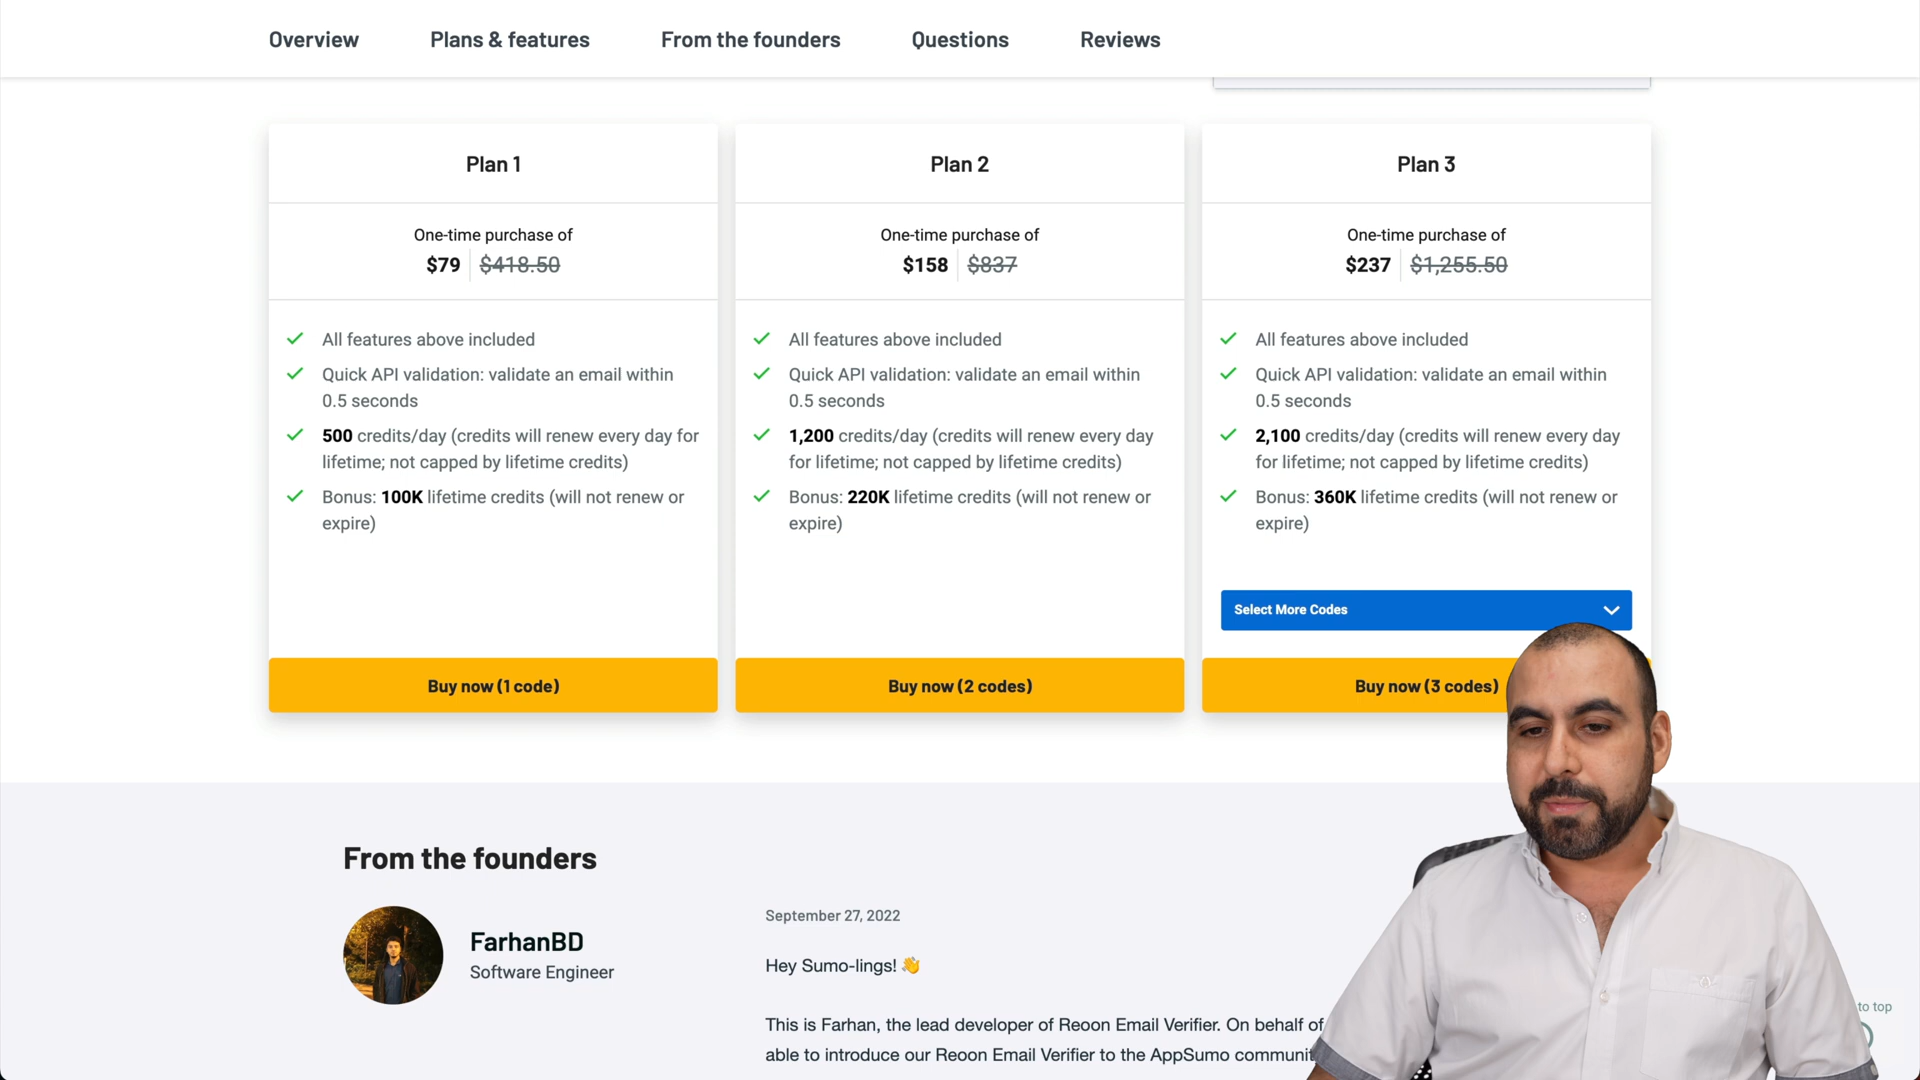 Overview
Plans & features
From the founders
Questions
Reviews
Plan 1
One-time purchase of
$79 $418.50
All features above included
Quick API validation: validate an email within
0.5 seconds
500 credits/day (credits will renew every day for
lifetime; not capped by lifetime credits)
Bonus: 100K lifetime credits (will not renew or
expire)
Buy now (1 code)
Plan 2
One-time purchase of
$158 $837
All features above included
Quick API validation: validate an email within
0.5 seconds
1,200 credits/day (credits will renew every day
for lifetime; not capped by lifetime credits)
Bonus: 220K lifetime credits (will not renew or
expire)
Buy now (2 codes)
Plan 3
One-time purchase of
$237 $1,255.50
All features above included
Quick API validation: validate an email within
0.5 seconds
2,100 credits/day (credits will renew every day
for lifetime; not capped by lifetime credits)
Bonus: 360K lifetime credits (will not renew or
expire)
Select More Codes
Buy now (3 codes)
From the founders
FarhanBD
Software Engineer
September 27, 2022
Hey Sumo-lings! 👋
This is Farhan, the lead developer of Reoon Email Verifier. On behalf of
able to introduce our Reoon Email Verifier to the AppSumo communit
to top